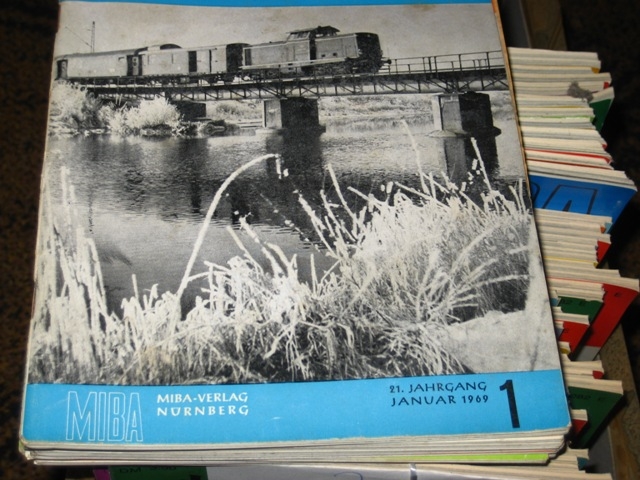 MIBA
MIBA-VERLAG
NÜRNBERG
21. JAHRGANG
JANUAR 1969
1